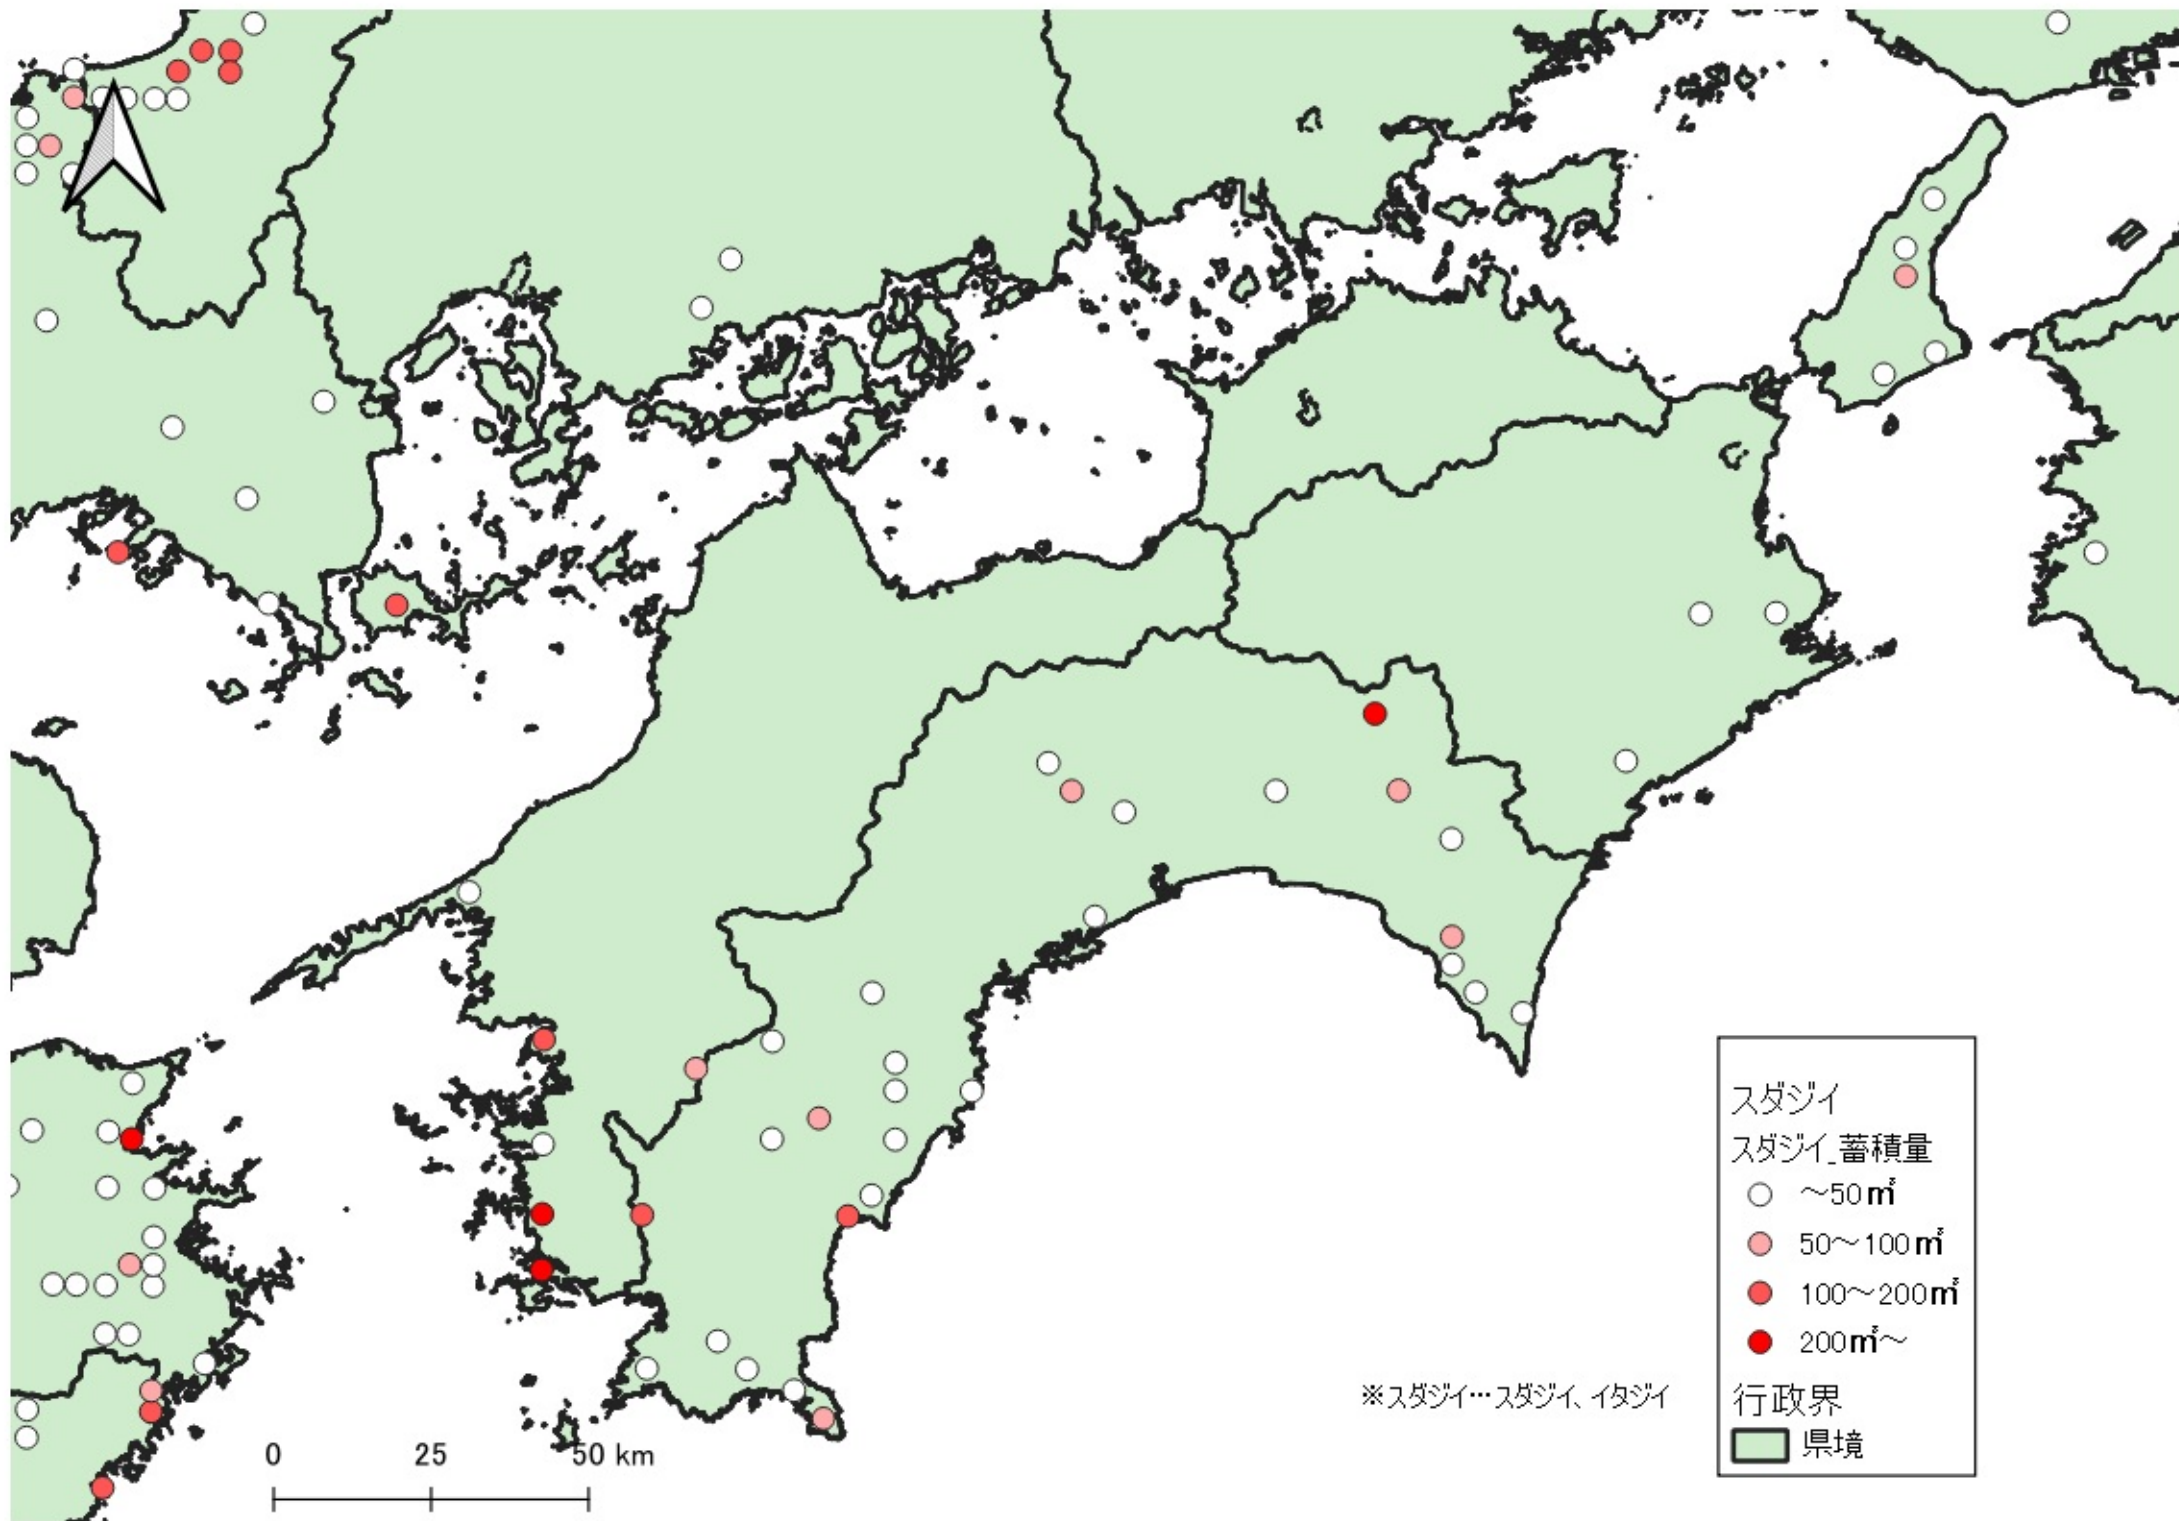 スダジイ
スダジイ_蓄積量
～50㎥
50～100㎥
100～200㎥
200㎥～
※スダジイ…スダジイ、イタジイ
行政界
県境
0 25 50 km